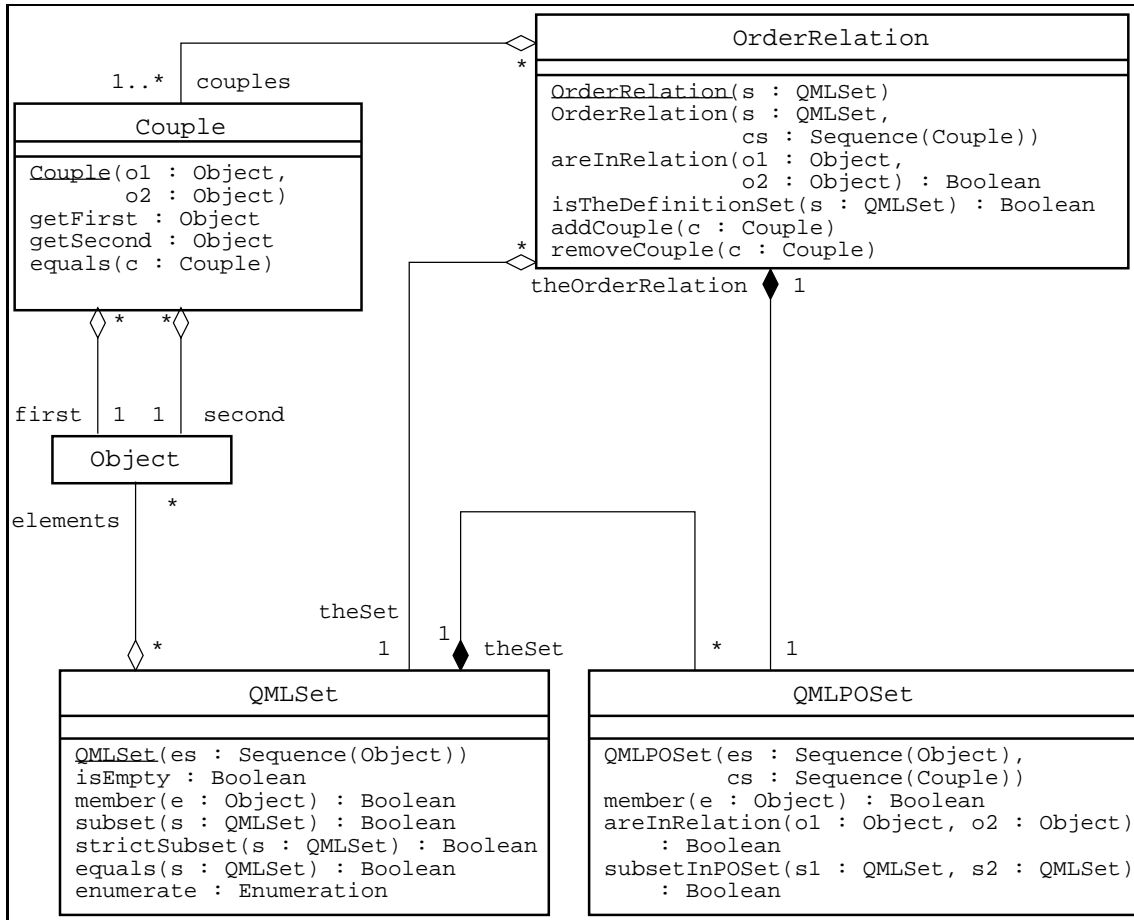 OrderRelation
OrderRelation(s : QMLSet)
OrderRelation(s : QMLSet,
cs : Sequence(Couple))
areInRelation(o1 : Object,
o2 : Object) : Boolean
isTheDefinitionSet(s : QMLSet) : Boolean
addCouple(c : Couple)
removeCouple(c : Couple)
*
1..* couples
Couple
Couple(o1 : Object,
o2 : Object)
getFirst : Object
getSecond : Object
equals(c : Couple)
*
theOrderRelation 1
* *
first 1 1 second
Object
*
elements
theSet
* 1 1 theSet * 1
QMLSet
QMLSet(es : Sequence(Object))
isEmpty : Boolean
member(e : Object) : Boolean
subset(s : QMLSet) : Boolean
strictSubset(s : QMLSet) : Boolean
equals(s : QMLSet) : Boolean
enumerate : Enumeration
QMLPOSet
QMLPOSet(es : Sequence(Object),
cs : Sequence(Couple))
member(e : Object) : Boolean
areInRelation(o1 : Object, o2 : Object)
: Boolean
subsetInPOSet(s1 : QMLSet, s2 : QMLSet)
: Boolean